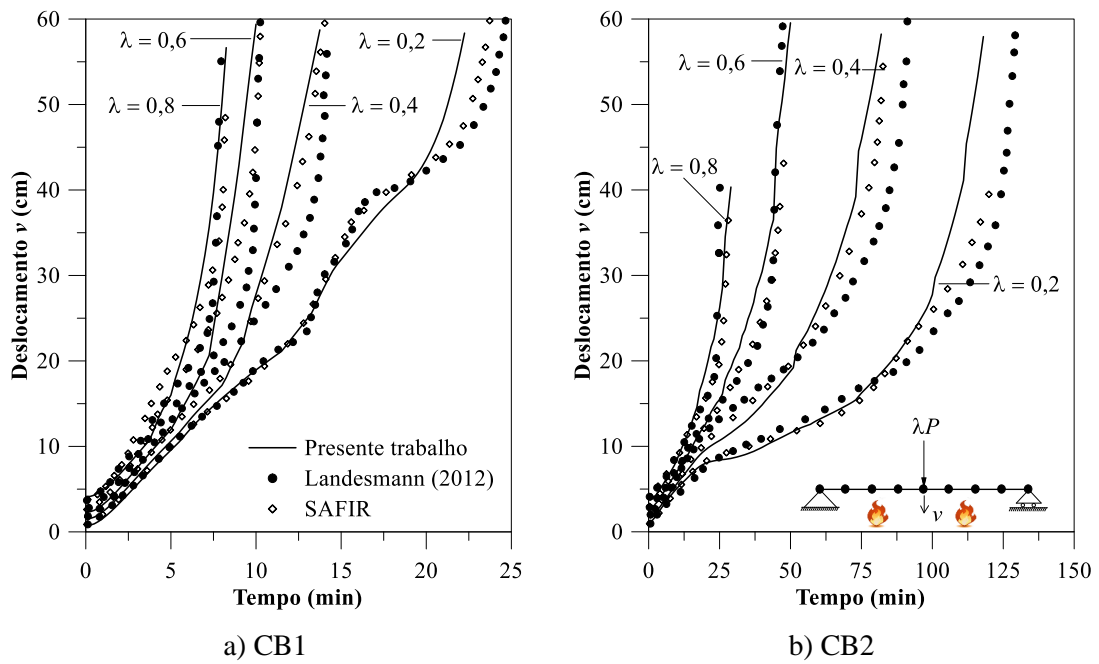 60
50
40
30
20
10
0
Deslocamento v (cm)
λ = 0,6
λ = 0,2
λ = 0,8
λ = 0,4
Presente trabalho
Landesmann (2012)
SAFIR
0 5 10 15 20 25
Tempo (min)
a) CB1
60
50
40
30
20
10
0
Deslocamento v (cm)
λ = 0,6
λ = 0,4
λ = 0,8
λ = 0,2
λP
v
0 25 50 75 100 125 150
Tempo (min)
b) CB2